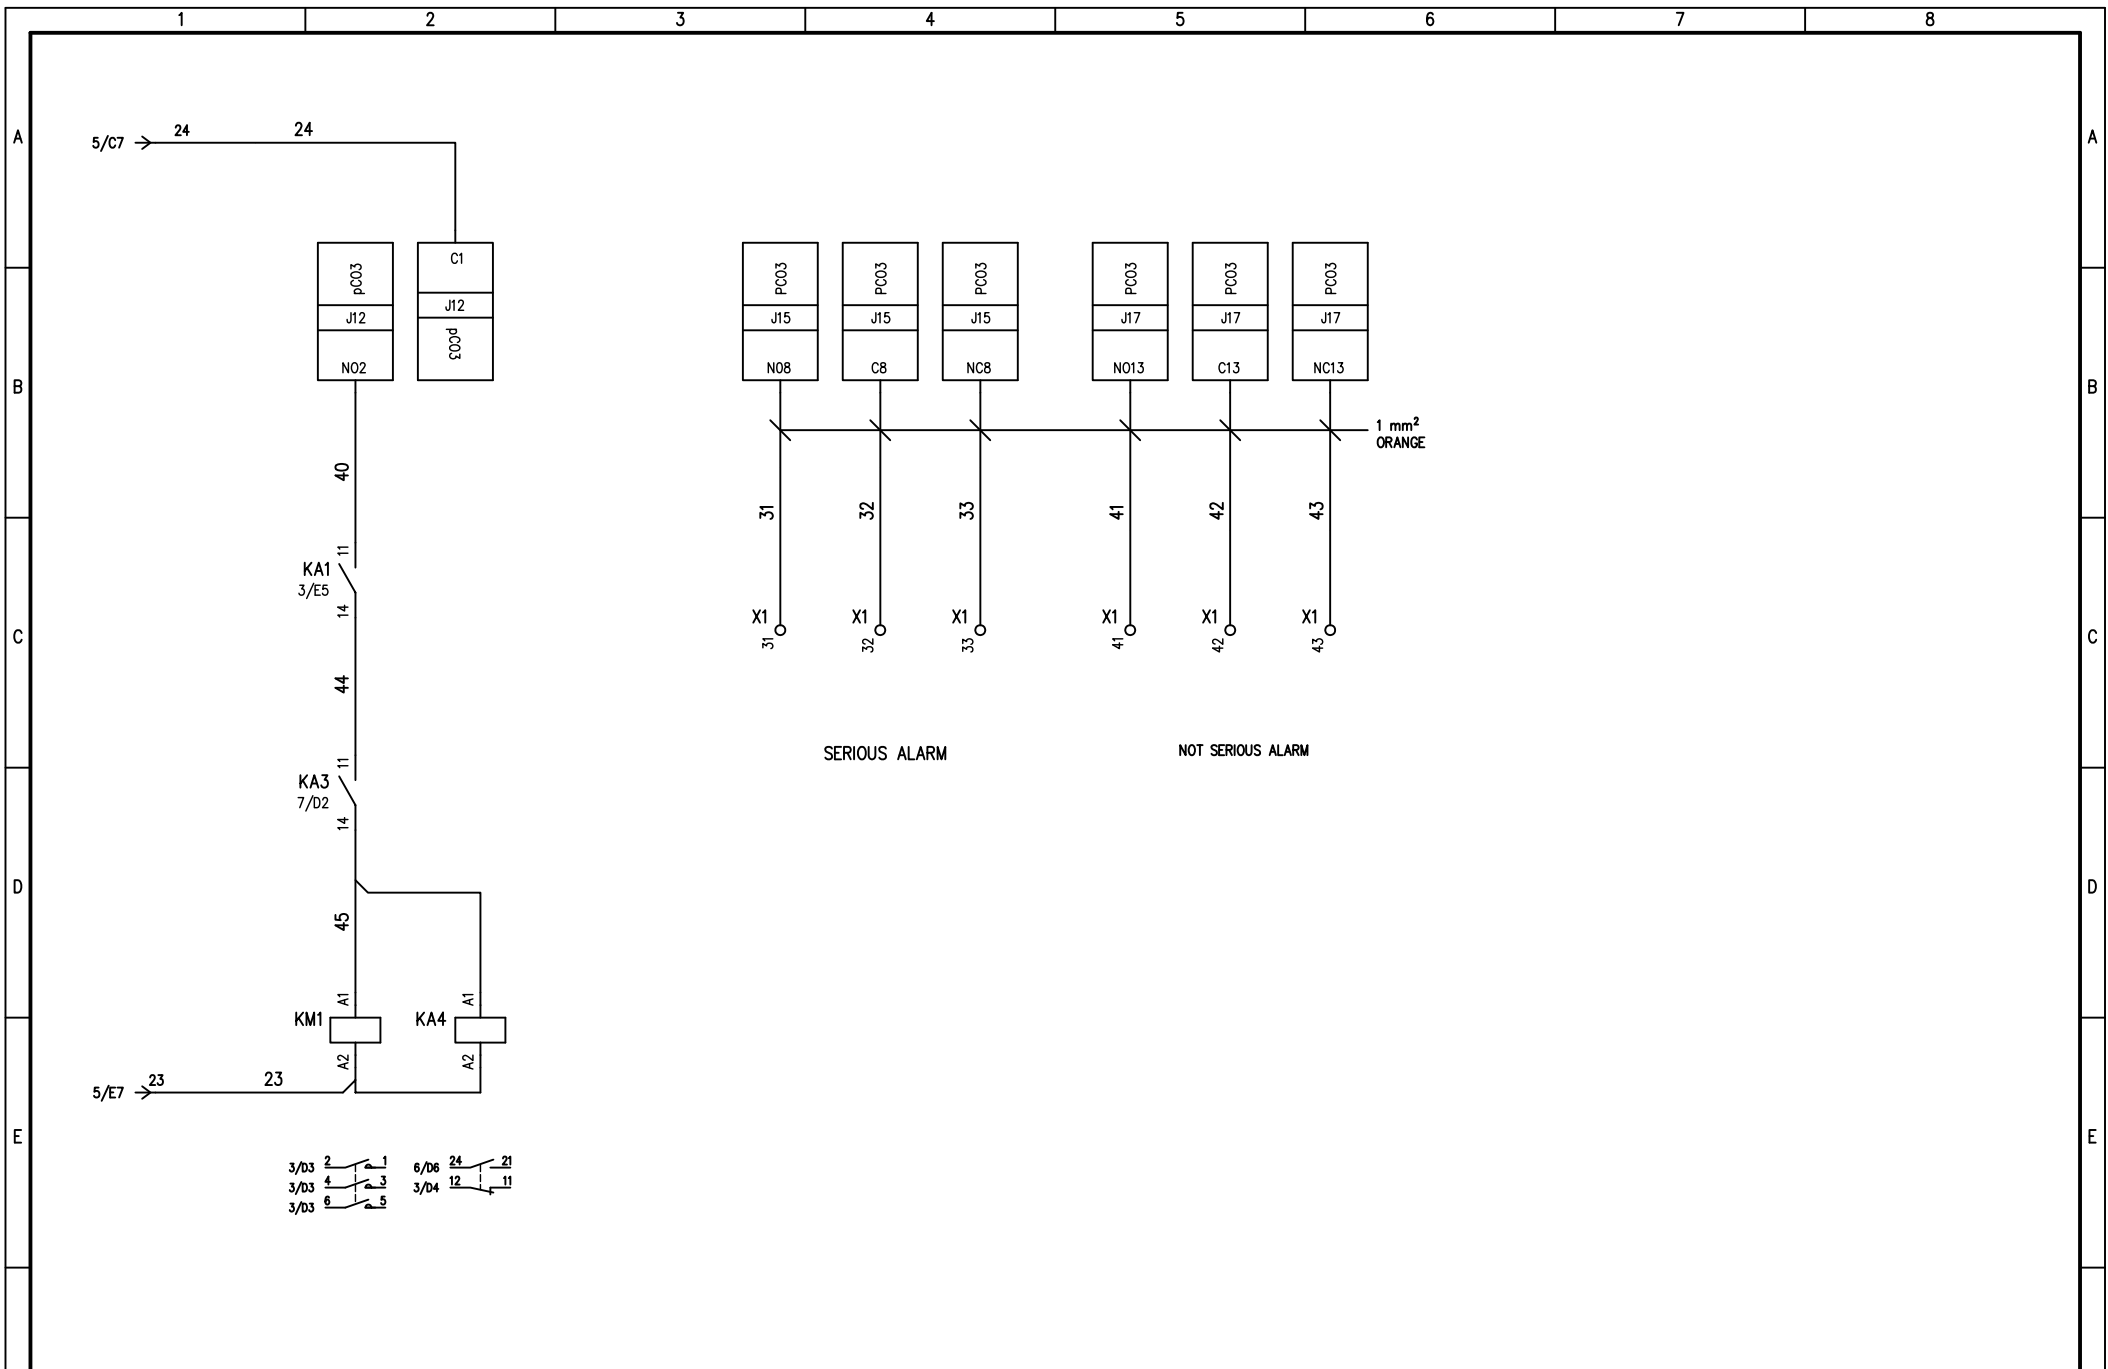 1 2 3 4 5 6 7 8
A A
5/C7 24 24
pCO3 C1 PCO3 PCO3 PCO3 PCO3 PCO3 PCO3
J12 J12 J15 J15 J15 J17 J17 J17
NO2 pCO3 NO8 C8 NC8 NO13 C13 NC13
B B
1 mm²
ORANGE
40
31 32 33 41 42 43
11
KA1
3/E5
14
X1 X1 X1 X1 X1 X1
31 32 33 41 42 43
C C
44
SERIOUS ALARM NOT SERIOUS ALARM
11
KA3
7/D2
14
D D
45
A1 A1
KM1 KA4
A2 A2
5/E7 23 23
E E
3/D3 2 1 6/D6 24 21
3/D3 4 3 3/D4 12 11
3/D3 6 5